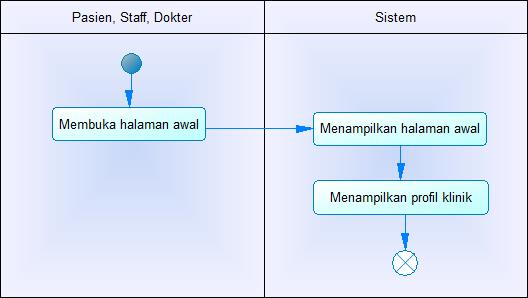 Pasien, Staff, Dokter
Sistem
Membuka halaman awal
Menampilkan halaman awal
Menampilkan profil klinik